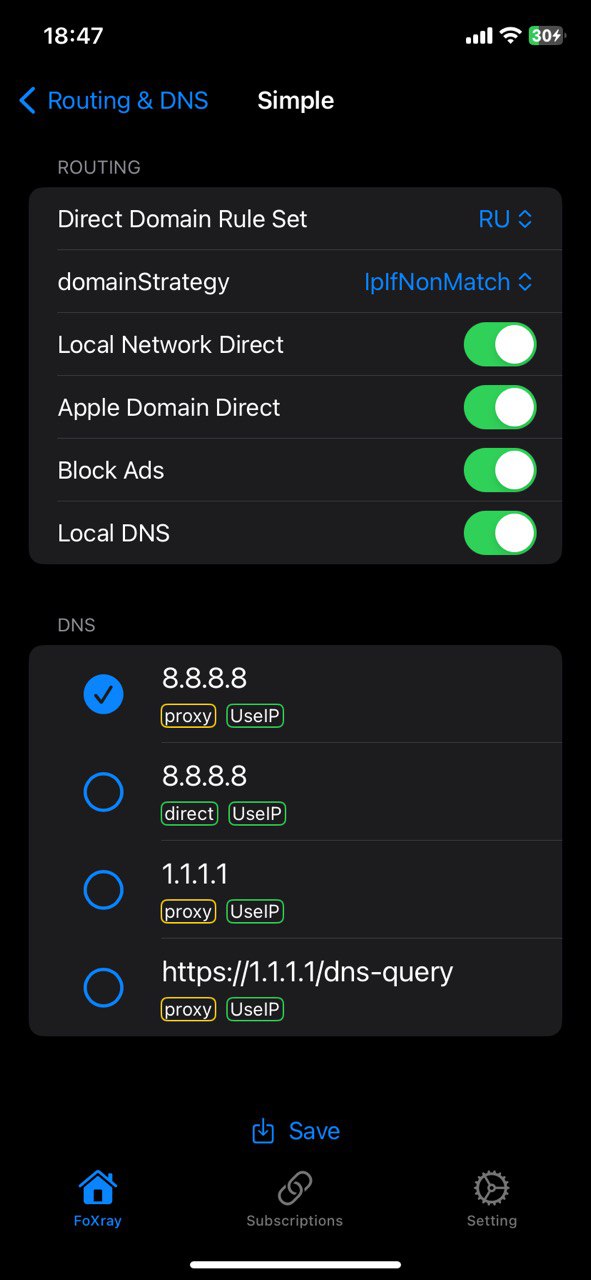 18:47
30
Routing & DNS Simple
ROUTING
Direct Domain Rule Set RU
domainStrategy IpIfNonMatch
Local Network Direct
Apple Domain Direct
Block Ads
Local DNS
DNS
8.8.8.8
proxy UseIP
8.8.8.8
direct UseIP
1.1.1.1
proxy UseIP
https://1.1.1.1/dns-query
proxy UseIP
Save
FoXray Subscriptions Setting